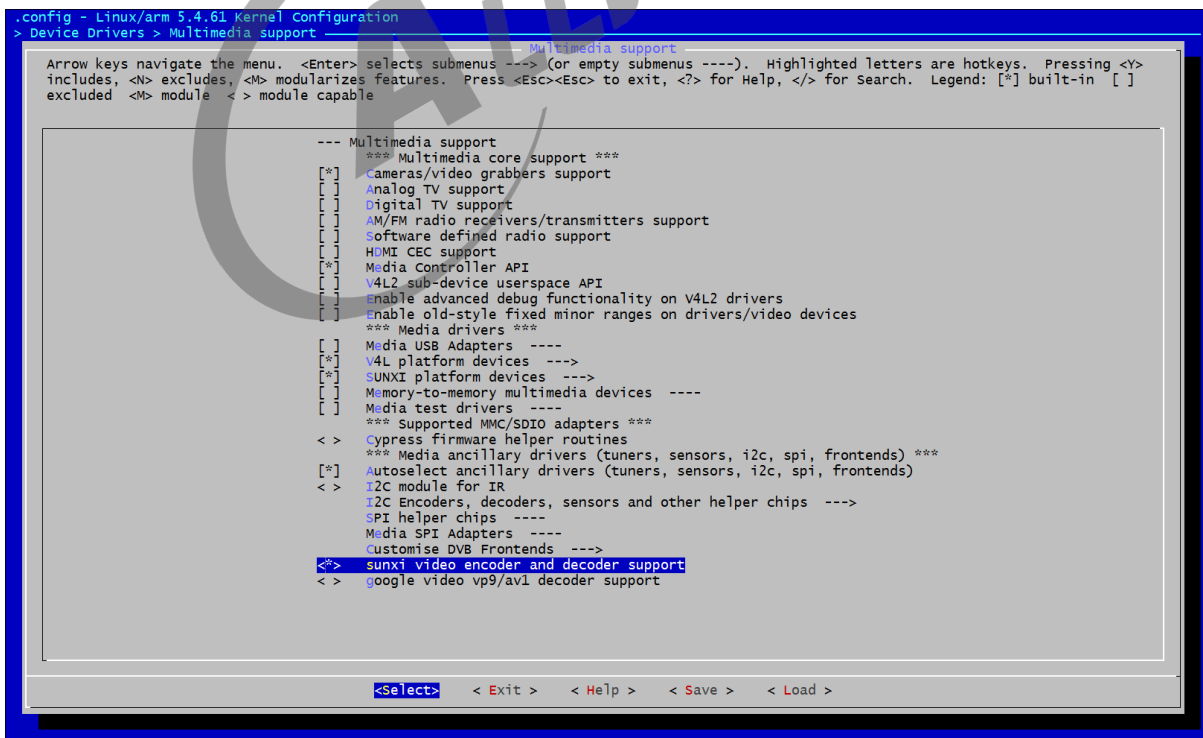 .config - Linux/arm 5.4.61 Kernel Configuration
> Device Drivers > Multimedia support
Multimedia support
Arrow keys navigate the menu.  <Enter> selects submenus ---> (or empty submenus ----).  Highlighted letters are hotkeys.  Pressing <Y>
includes, <N> excludes, <M> modularizes features.  Press <Esc><Esc> to exit, <?> for Help, </> for Search.  Legend: [*] built-in  [ ]
excluded  <M> module  < > module capable
--- Multimedia support
*** Multimedia core support ***
[*]   Cameras/video grabbers support
[ ]   Analog TV support
[ ]   Digital TV support
[ ]   AM/FM radio receivers/transmitters support
[ ]   Software defined radio support
[ ]   HDMI CEC support
[*]   Media Controller API
[ ]   V4L2 sub-device userspace API
[ ]   Enable advanced debug functionality on V4L2 drivers
[ ]   Enable old-style fixed minor ranges on drivers/video devices
*** Media drivers ***
[ ]   Media USB Adapters  ----
[*]   V4L platform devices  --->
[*]   SUNXI platform devices  --->
[ ]   Memory-to-memory multimedia devices  ----
[ ]   Media test drivers  ----
*** Supported MMC/SDIO adapters ***
< >   Cypress firmware helper routines
*** Media ancillary drivers (tuners, sensors, i2c, spi, frontends) ***
[*]   Autoselect ancillary drivers (tuners, sensors, i2c, spi, frontends)
< >   I2C module for IR
I2C Encoders, decoders, sensors and other helper chips  --->
SPI helper chips  ----
Media SPI Adapters  ----
Customise DVB Frontends  --->
<*>   sunxi video encoder and decoder support
< >   google video vp9/av1 decoder support
<Select>    < Exit >    < Help >    < Save >    < Load >